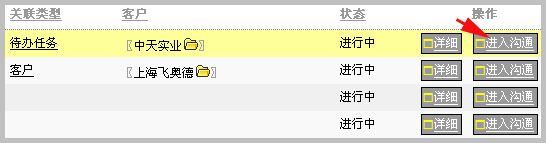 关联类型 客户 状态 操作
待办任务 〖中天实业〗 进行中 详细 进入沟通
客户 〖上海飞奥德〗 进行中 详细 进入沟通
进行中 详细 进入沟通
进行中 详细 进入沟通